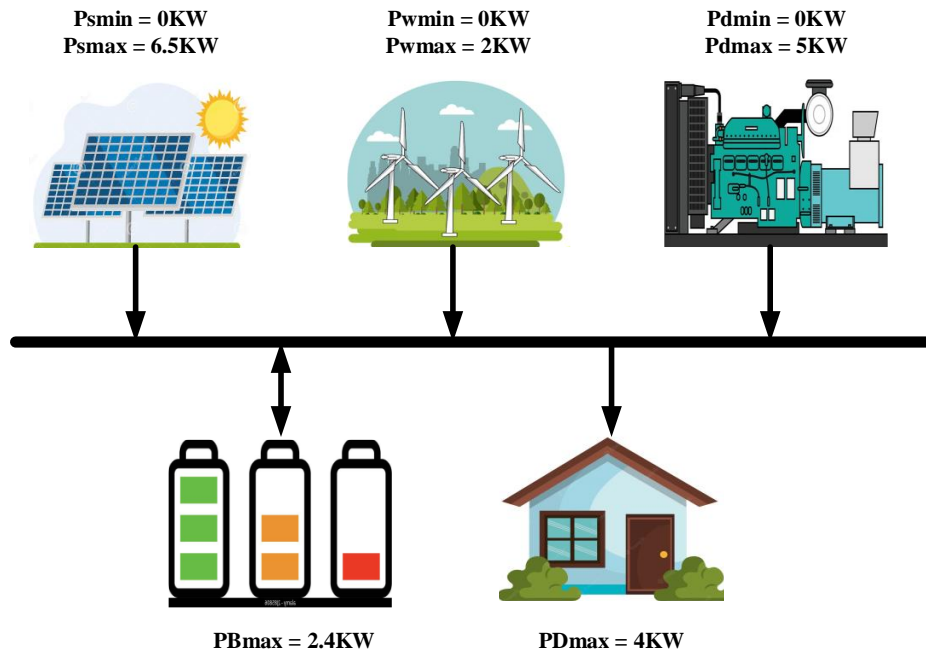 Psmin = 0KW
Psmax = 6.5KW
Pwmin = 0KW
Pwmax = 2KW
Pdmin = 0KW
Pdmax = 5KW
PBmax = 2.4KW
PDmax = 4KW